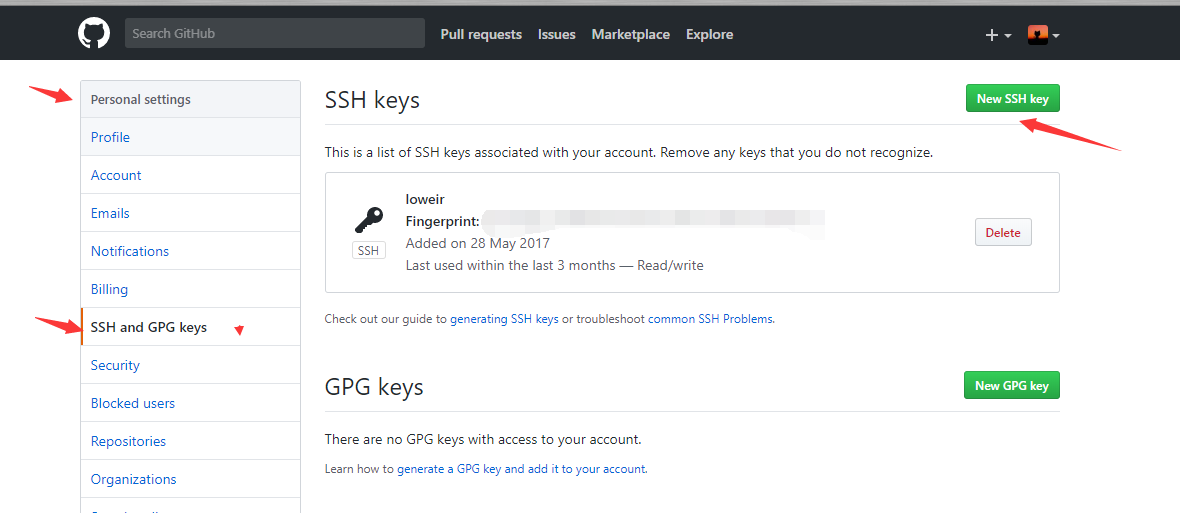 Search GitHub Pull requests Issues Marketplace Explore
Personal settings
Profile
Account
Emails
Notifications
Billing
SSH and GPG keys
Security
Blocked users
Repositories
Organizations
SSH keys
New SSH key
This is a list of SSH keys associated with your account. Remove any keys that you do not recognize.
loweir
Fingerprint:
Added on 28 May 2017
Last used within the last 3 months — Read/write
SSH
Delete
Check out our guide to generating SSH keys or troubleshoot common SSH Problems.
GPG keys
New GPG key
There are no GPG keys with access to your account.
Learn how to generate a GPG key and add it to your account.